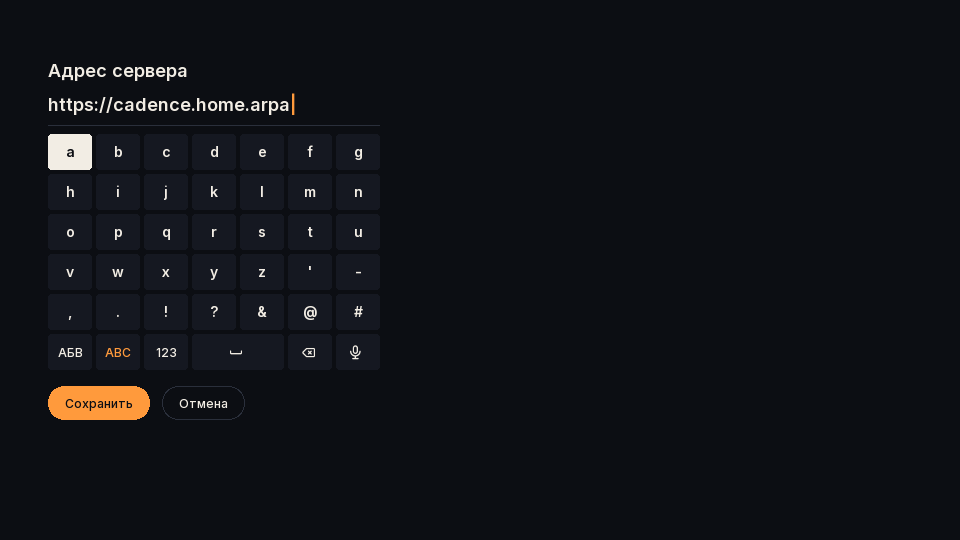 Адрес сервера
https://cadence.home.arpa
a b c d e f g
h i j k l m n
o p q r s t u
v w x y z ' -
, . ! ? & @ #
АБВ ABC 123
Сохранить Отмена